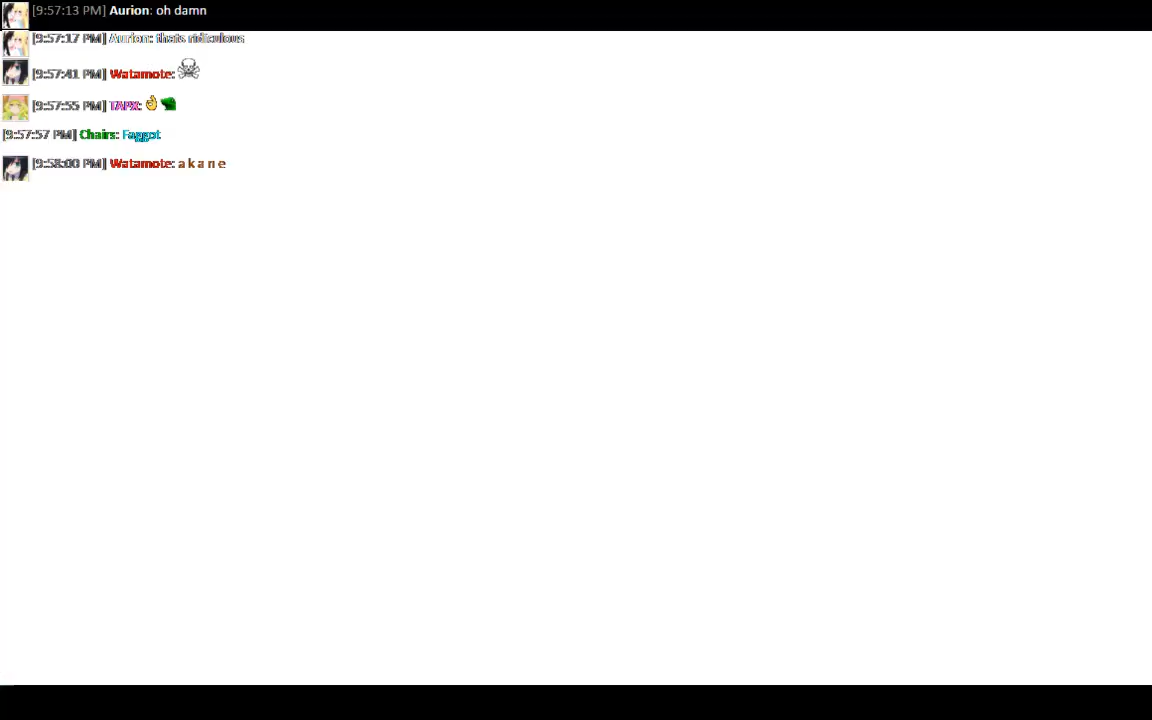 [9:57:13 PM] Aurion: oh damn
[9:57:17 PM] Aurion: thats ridiculous
[9:57:41 PM] Watamote: ☠
[9:57:55 PM] TAPX: 👌
[9:57:57 PM] Chairs: Faggot
[9:58:00 PM] Watamote: a k a n e